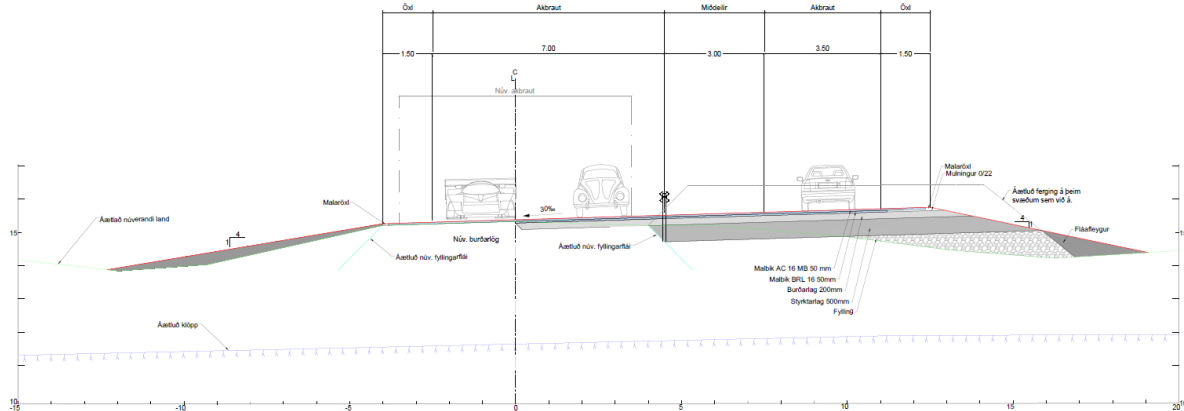 Öxl
Akbraut
Miðdeilir
Akbraut
Öxl
1.50
7.00
3.00
3.50
1.50
C
L
Núv. akbraut
Malaröxl
Mulningur 0/22
Áætluð ferging á þeim
svæðum sem við á.
Malaröxl
30‰
4
1
4
1
Áætlað núverandi land
Núv. burðarlög
Áætluð núv. fyllingarflái
Fláafleygur
Áætluð núv. fyllingarflái
Malbik AC 16 MB 50 mm
Malbik BRL 16 50mm
Burðarlag 200mm
Styrktarlag 500mm
Fylling
Áætluð klöpp
15
15
10
-15
-10
-5
0
5
10
15
20
10